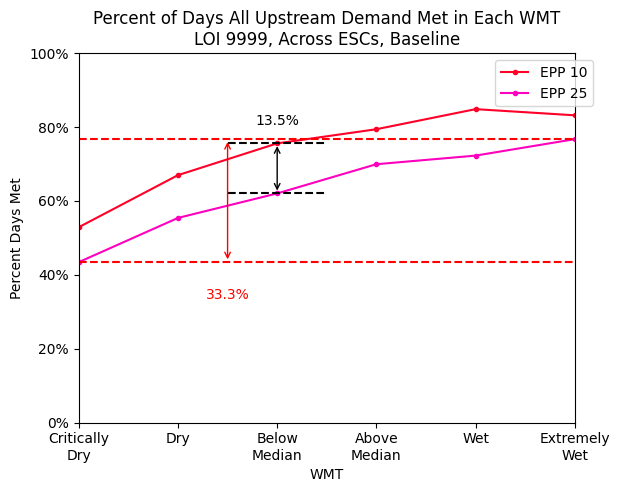 Percent of Days All Upstream Demand Met in Each WMT
LOI 9999, Across ESCs, Baseline
EPP 10
EPP 25
13.5%
33.3%
Percent Days Met
100%
80%
60%
40%
20%
0%
Critically
Dry
Dry
Below
Median
Above
Median
Wet
Extremely
Wet
WMT